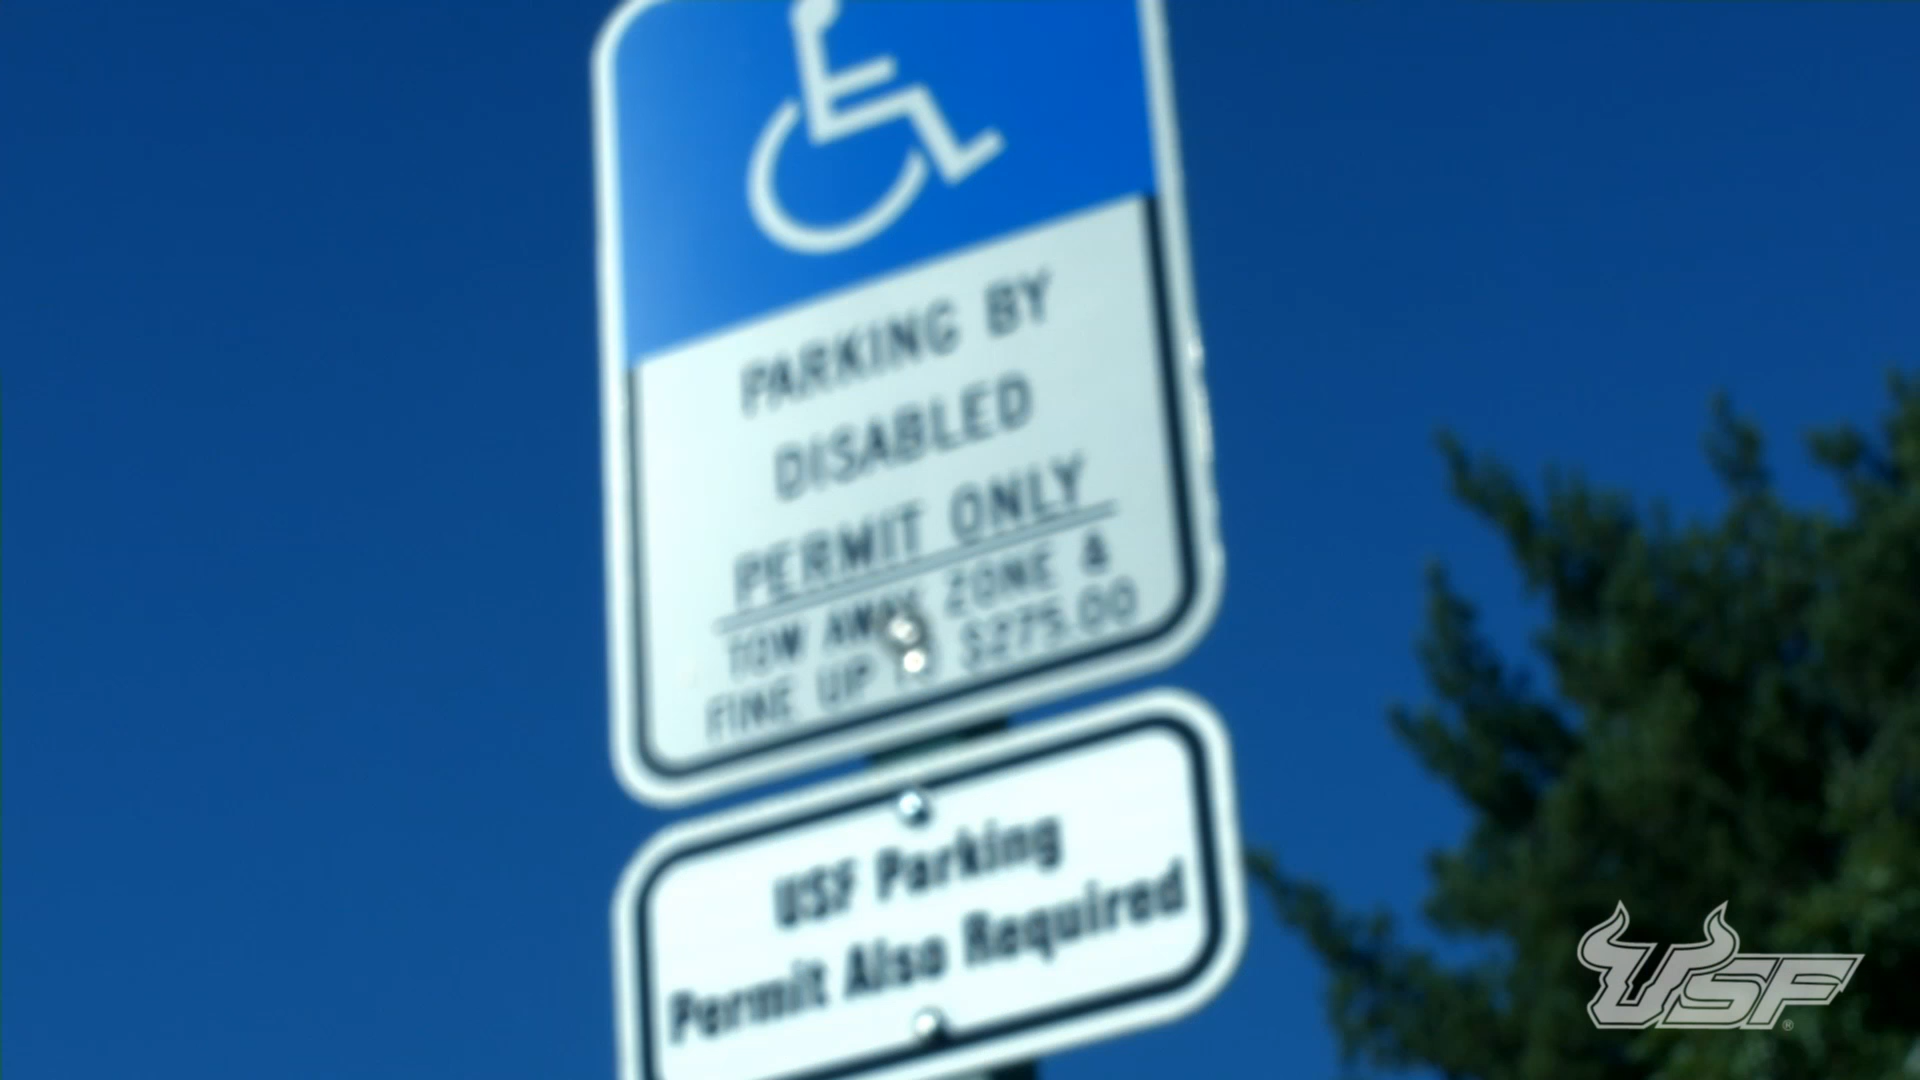 PARKING BY
DISABLED
PERMIT ONLY
TOW AWAY ZONE &
FINE UP TO $275.00
USF Parking
Permit Also Required
USF®